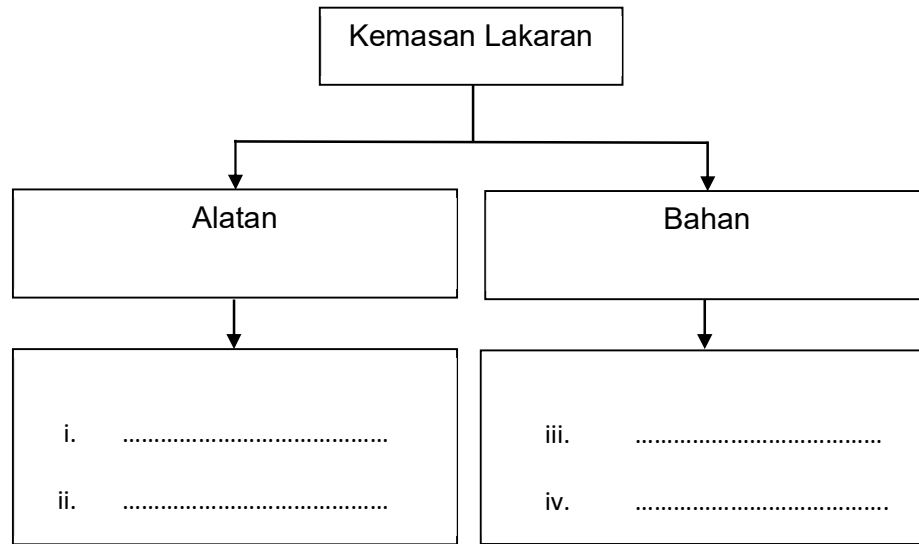 Kemasan Lakaran
Alatan
Bahan
i. ……………………………………
ii. ……………………………………
iii. …………………………………
iv. ………………………………….